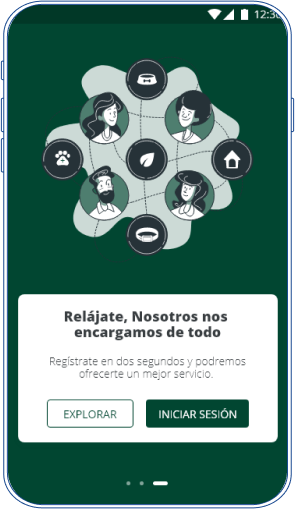 12:30
Relájate, Nosotros nos
encargamos de todo
Regístrate en dos segundos y podremos
ofrecerte un mejor servicio.
EXPLORAR
INICIAR SESIÓN